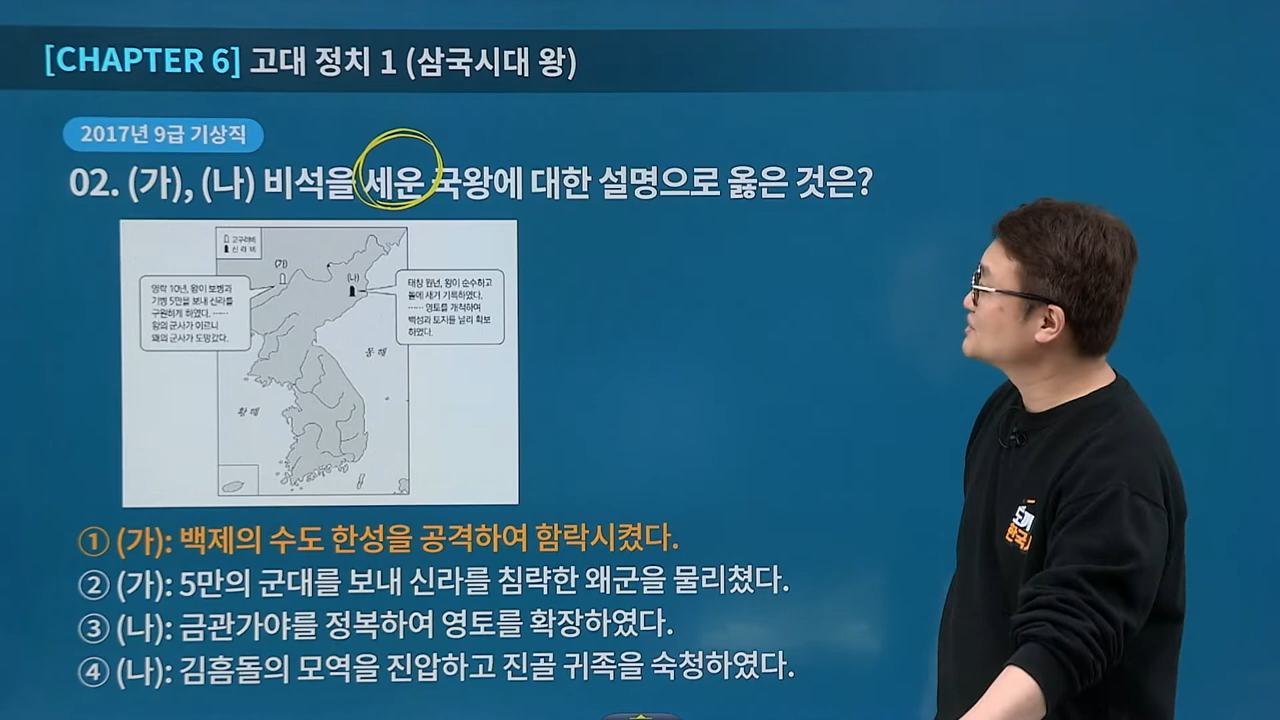 [CHAPTER 6] 고대 정치 1 (삼국시대 왕)
2017년 9급 기상직
02. (가), (나) 비석을 세운 국왕에 대한 설명으로 옳은 것은?
고구려비
신라비
(가)
(나)
영락 10년, 왕이 보병과
기병 5만을 보내 신라를
구원하게 하였다. ……
왕의 군사가 이르니
왜의 군사가 도망갔다.
태창 원년, 왕이 순수하고
돌에 새겨 기록하였다.
…… 영토를 개척하여
백성과 토지를 널리 확보
하였다.
동해
황해
① (가): 백제의 수도 한성을 공격하여 함락시켰다.
② (가): 5만의 군대를 보내 신라를 침략한 왜군을 물리쳤다.
③ (나): 금관가야를 정복하여 영토를 확장하였다.
④ (나): 김흠돌의 모역을 진압하고 진골 귀족을 숙청하였다.